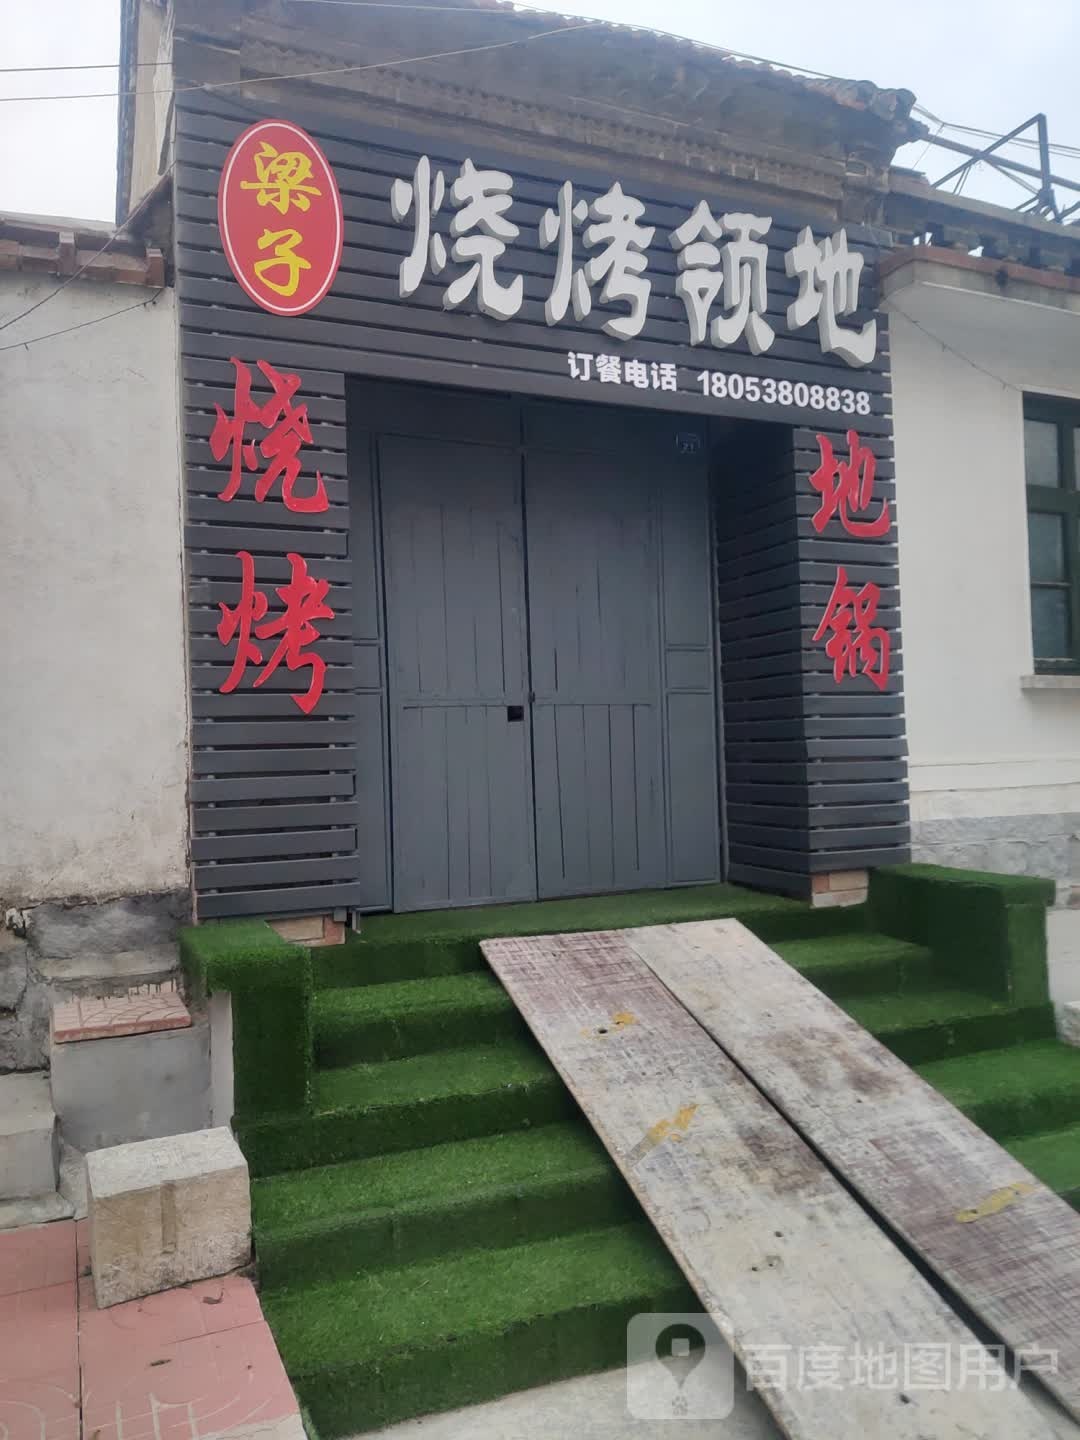 梁子
烧烤领地
订餐电话 18053808838
烧烤
地锅
百度地图用户